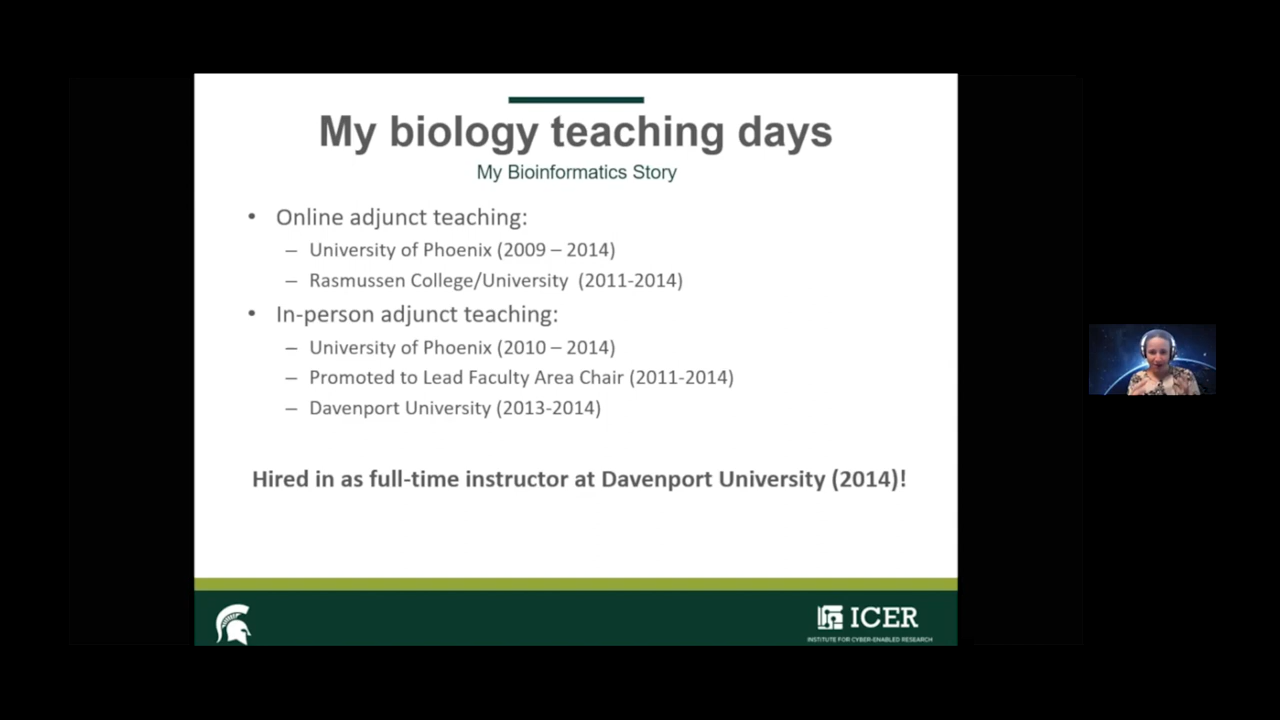 My biology teaching days
My Bioinformatics Story
• Online adjunct teaching:
– University of Phoenix (2009 – 2014)
– Rasmussen College/University  (2011-2014)
• In-person adjunct teaching:
– University of Phoenix (2010 – 2014)
– Promoted to Lead Faculty Area Chair (2011-2014)
– Davenport University (2013-2014)
Hired in as full-time instructor at Davenport University (2014)!
ICER
INSTITUTE FOR CYBER-ENABLED RESEARCH